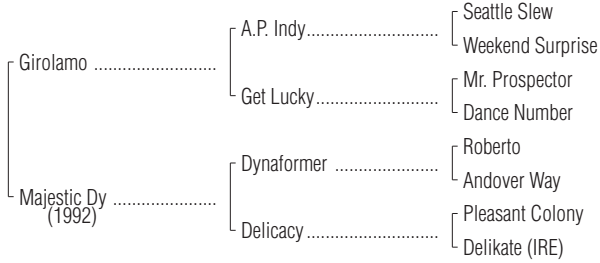 Seattle Slew
A.P. Indy..............................
Weekend Surprise
Girolamo ............................
Mr. Prospector
Get Lucky............................
Dance Number
Roberto
Dynaformer ........................
Andover Way
Majestic Dy ........................
(1992)
Pleasant Colony
Delicacy..............................
Delikate (IRE)